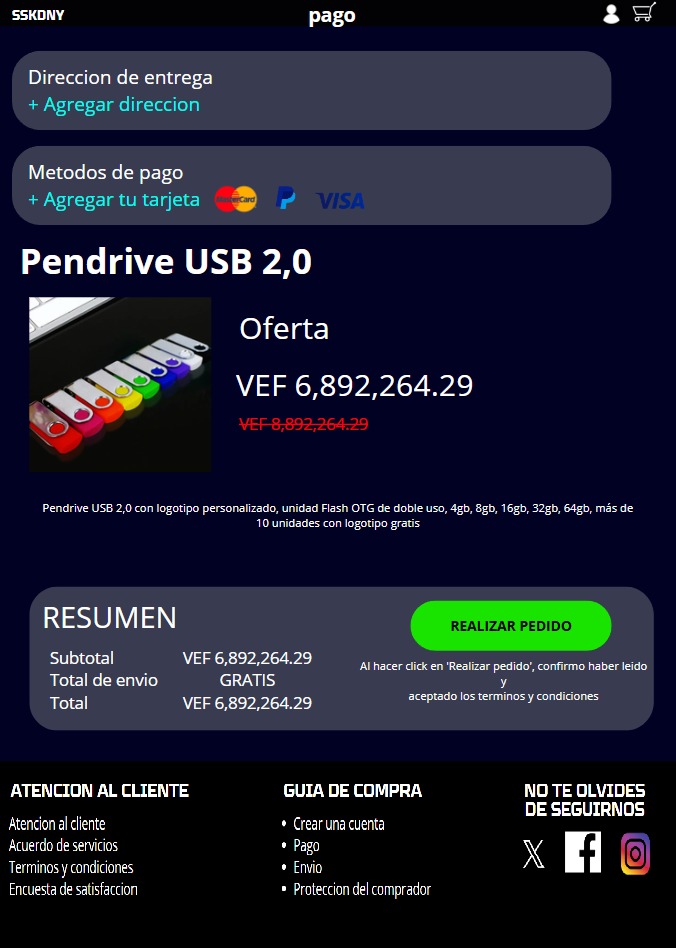 SSKDNY
pago
Direccion de entrega
+ Agregar direccion
Metodos de pago
+ Agregar tu tarjeta MasterCard VISA
Pendrive USB 2,0
Oferta
VEF 6,892,264.29
VEF 8,892,264.29
Pendrive USB 2,0 con logotipo personalizado, unidad Flash OTG de doble uso, 4gb, 8gb, 16gb, 32gb, 64gb, más de
10 unidades con logotipo gratis
RESUMEN
Subtotal VEF 6,892,264.29
Total de envio GRATIS
Total VEF 6,892,264.29
REALIZAR PEDIDO
Al hacer click en 'Realizar pedido', confirmo haber leido
y
aceptado los terminos y condiciones
ATENCION AL CLIENTE
Atencion al cliente
Acuerdo de servicios
Terminos y condiciones
Encuesta de satisfaccion
GUIA DE COMPRA
• Crear una cuenta
• Pago
• Envio
• Proteccion del comprador
NO TE OLVIDES
DE SEGUIRNOS